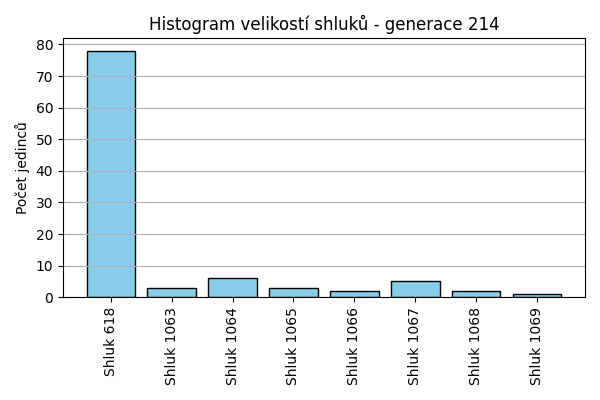 Histogram velikostí shluků - generace 214
Počet jedinců
80
70
60
50
40
30
20
10
0
Shluk 618
Shluk 1063
Shluk 1064
Shluk 1065
Shluk 1066
Shluk 1067
Shluk 1068
Shluk 1069